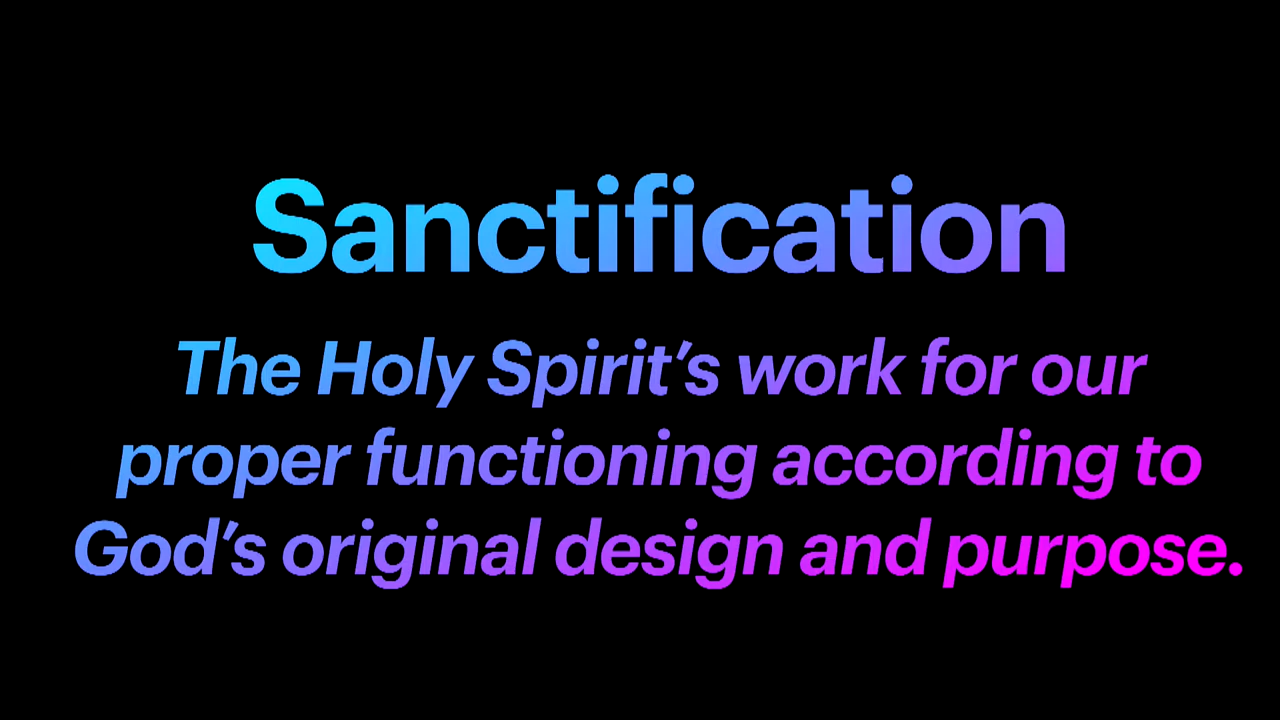 Sanctification
The Holy Spirit’s work for our
proper functioning according to
God’s original design and purpose.